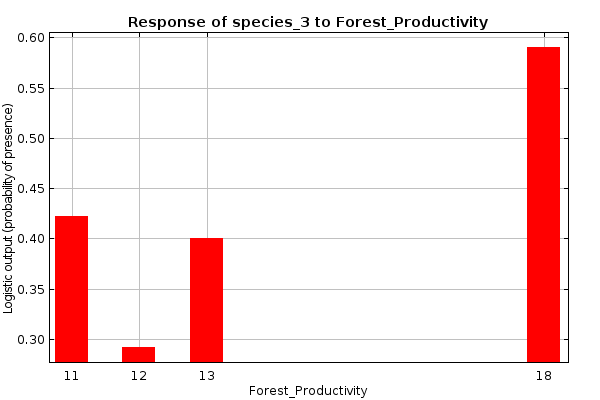 Response of species_3 to Forest_Productivity
Logistic output (probability of presence)
0.60
0.55
0.50
0.45
0.40
0.35
0.30
11 12 13 18
Forest_Productivity